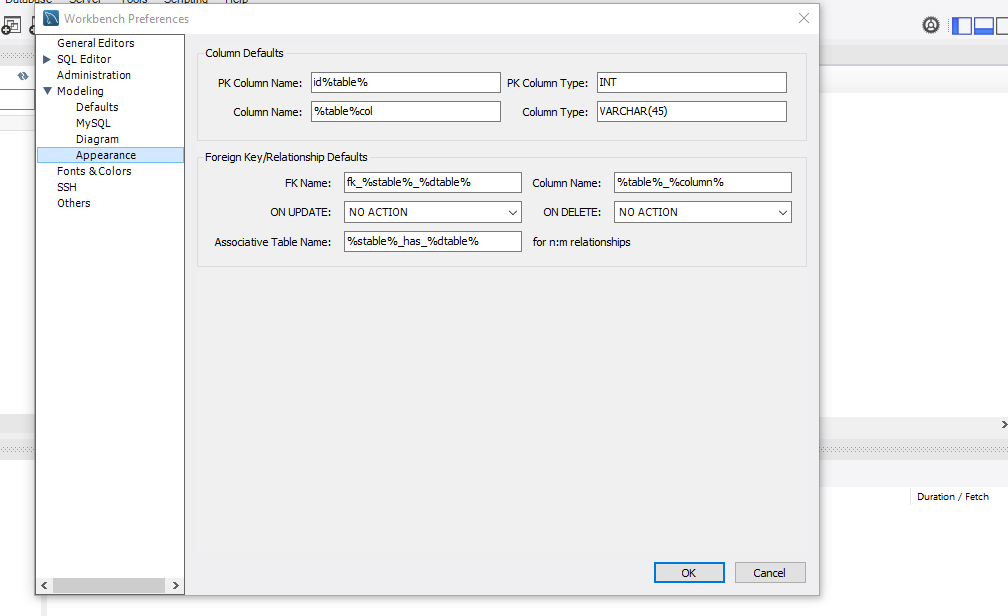 Database Server Tools Scripting Help
Workbench Preferences
General Editors
SQL Editor
Administration
Modeling
Defaults
MySQL
Diagram
Appearance
Fonts & Colors
SSH
Others
Column Defaults
PK Column Name: id%table% PK Column Type: INT
Column Name: %table%col Column Type: VARCHAR(45)
Foreign Key/Relationship Defaults
FK Name: fk_%stable%_%dtable% Column Name: %table%_%column%
ON UPDATE: NO ACTION ON DELETE: NO ACTION
Associative Table Name: %stable%_has_%dtable% for n:m relationships
Duration / Fetch
OK Cancel